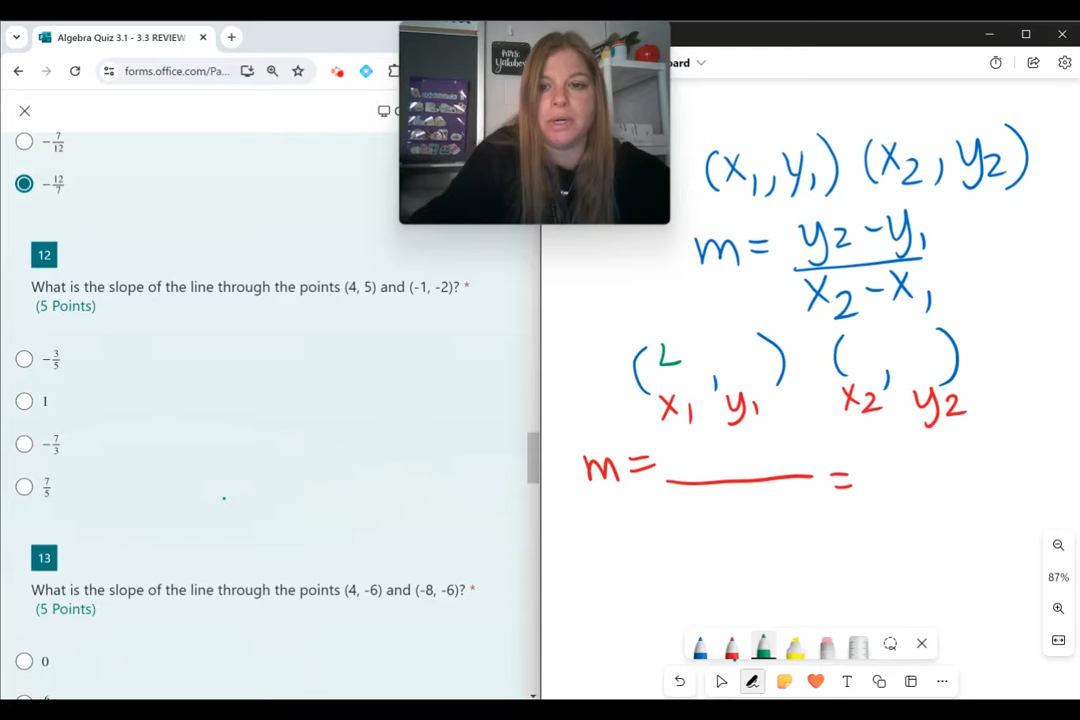 Algebra Quiz 3.1 - 3.3 REVIEW
forms.office.com/Pa...
- 7/12
- 12/7
12
What is the slope of the line through the points (4, 5) and (-1, -2)? *
(5 Points)
- 3/5
1
- 7/3
7/5
13
What is the slope of the line through the points (4, -6) and (-8, -6)? *
(5 Points)
0
MRS.
Yakubov
(x₁, y₁) (x₂, y₂)
m = y₂ - y₁ / x₂ - x₁
( , ) ( , )
x₁ y₁ x₂ y₂
m = ____ =
87%